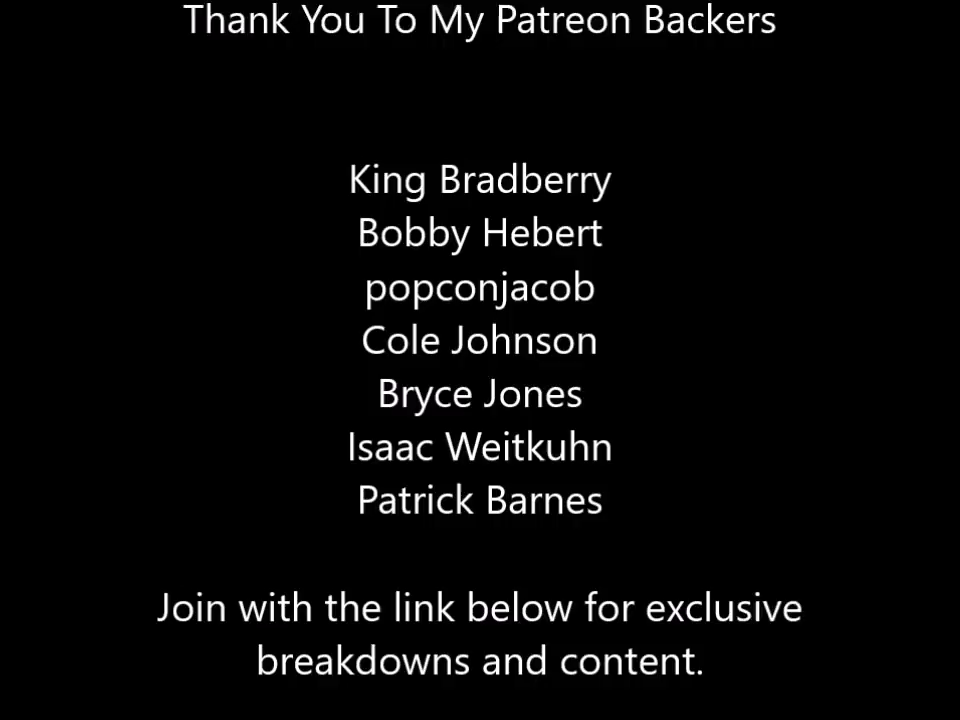 Thank You To My Patreon Backers
King Bradberry
Bobby Hebert
popconjacob
Cole Johnson
Bryce Jones
Isaac Weitkuhn
Patrick Barnes
Join with the link below for exclusive
breakdowns and content.